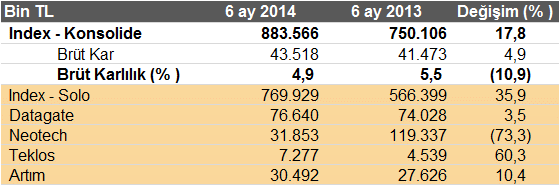 Bin TL 6 ay 2014 6 ay 2013 Değişim (% )
Index - Konsolide 883.566 750.106 17,8
Brüt Kar 43.518 41.473 4,9
Brüt Karlılık (% ) 4,9 5,5 (10,9)
Index - Solo 769.929 566.399 35,9
Datagate 76.640 74.028 3,5
Neotech 31.853 119.337 (73,3)
Teklos 7.277 4.539 60,3
Artım 30.492 27.626 10,4